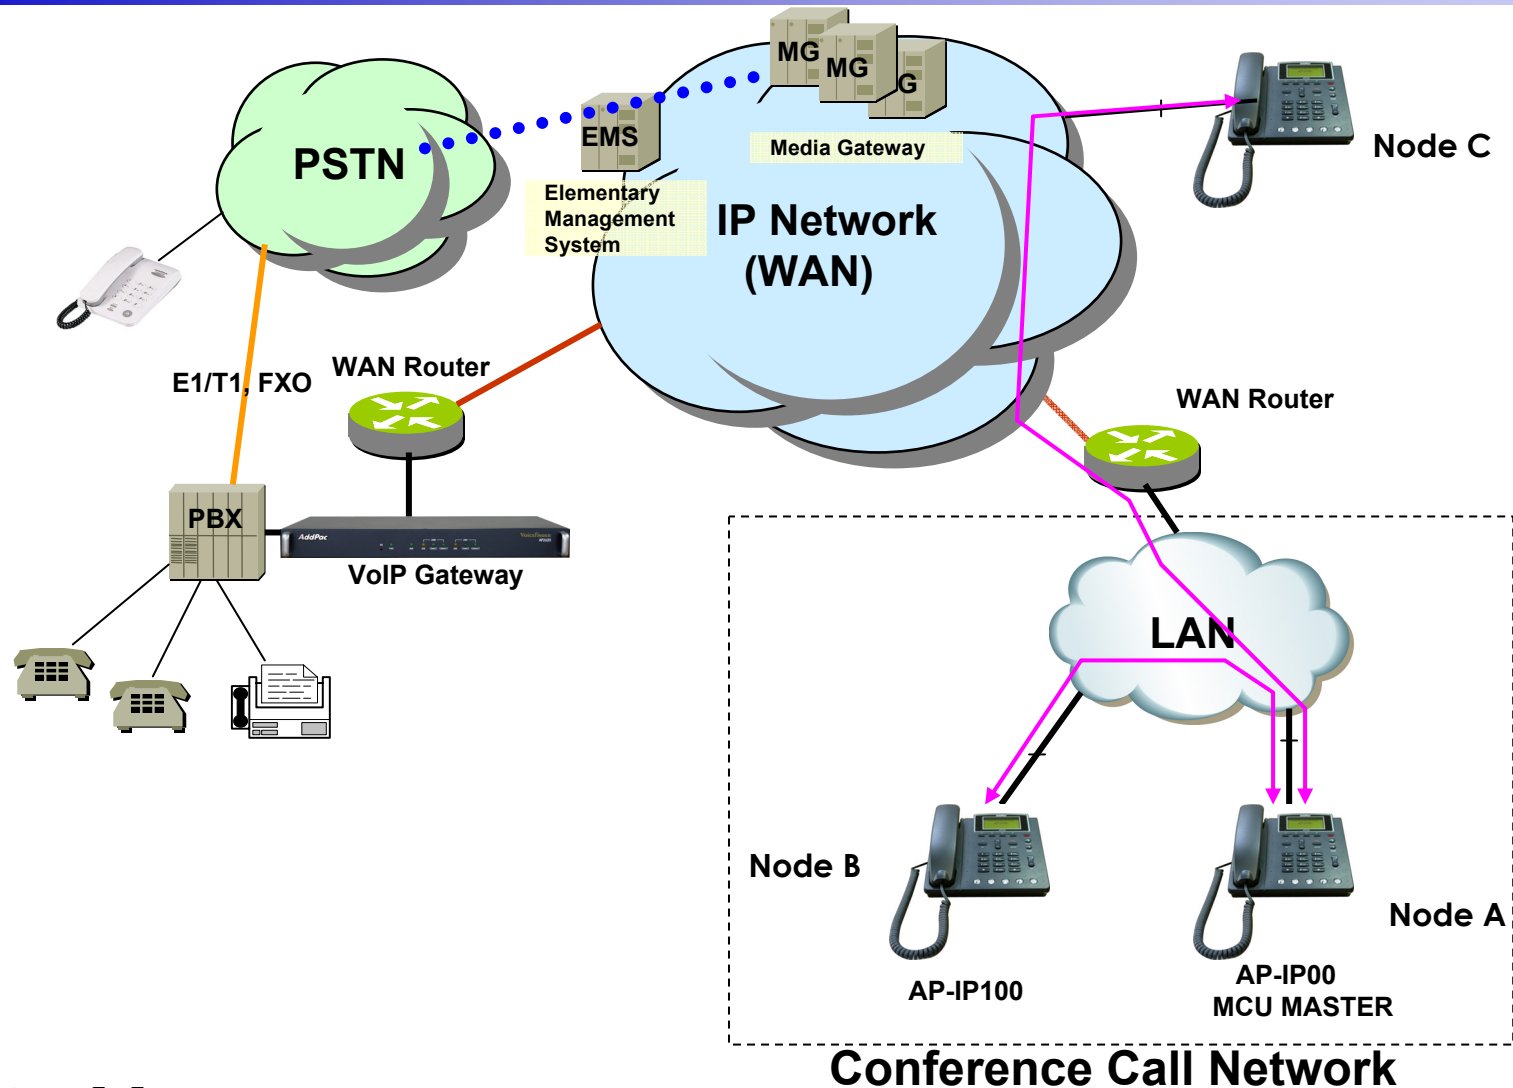 MG
MG
G
EMS
PSTN
Media Gateway
Node C
Elementary
Management
System
IP Network
(WAN)
WAN Router
E1/T1, FXO
WAN Router
PBX
AddPac
VoIP Gateway
LAN
Node B
Node A
AP-IP100
AP-IP00
MCU MASTER
Conference Call Network